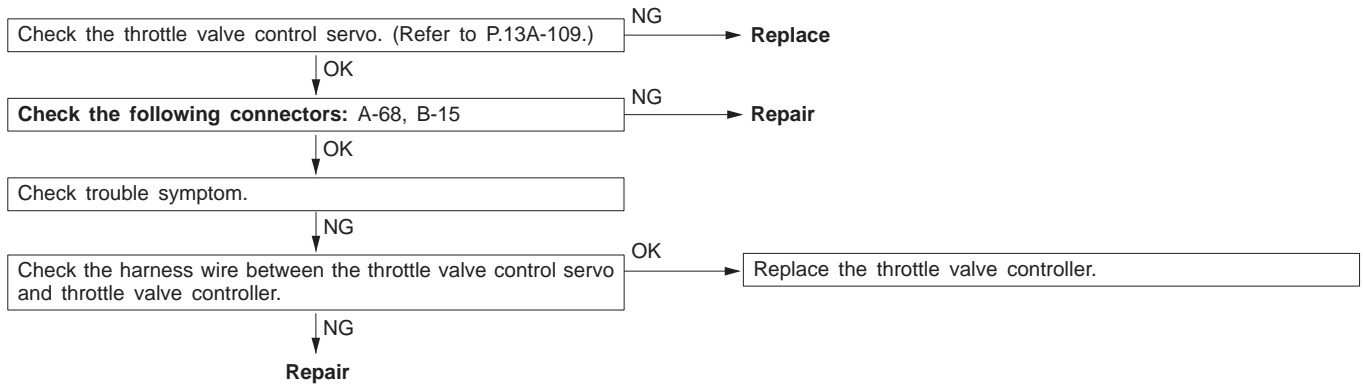 NG
Check the throttle valve control servo. (Refer to P.13A-109.)
Replace
OK
NG
Check the following connectors: A-68, B-15
Repair
OK
Check trouble symptom.
NG
OK
Check the harness wire between the throttle valve control servo
and throttle valve controller.
Replace the throttle valve controller.
NG
Repair